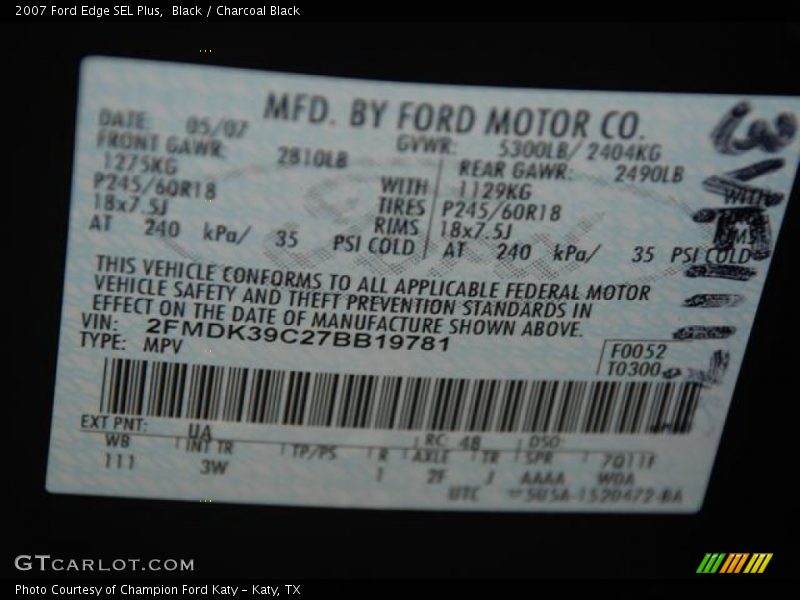 2007 Ford Edge SEL Plus,  Black / Charcoal Black
MFD. BY FORD MOTOR CO.
DATE: 05/07
GVWR: 5300LB/ 2404KG
FRONT GAWR: 2810LB
REAR GAWR: 2490LB
1275KG
1129KG
P245/60R18
WITH
TIRES
P245/60R18
WITH
18x7.5J
RIMS
18x7.5J
AT 240 kPa/ 35 PSI COLD
AT 240 kPa/ 35 PSI COLD
THIS VEHICLE CONFORMS TO ALL APPLICABLE FEDERAL MOTOR
VEHICLE SAFETY AND THEFT PREVENTION STANDARDS IN
EFFECT ON THE DATE OF MANUFACTURE SHOWN ABOVE.
VIN: 2FMDK39C27BB19781
TYPE: MPV
F0052
T0300
EXT PNT: UA
RC: 48
DSO:
WB
INT TR
TP/PS
R
AXLE
TR
SPR
111
3W
1
2F
J
AAAA
WDA
UTC
5U5A-1520472-BA
GTCARLOT.COM
Photo Courtesy of Champion Ford Katy - Katy, TX